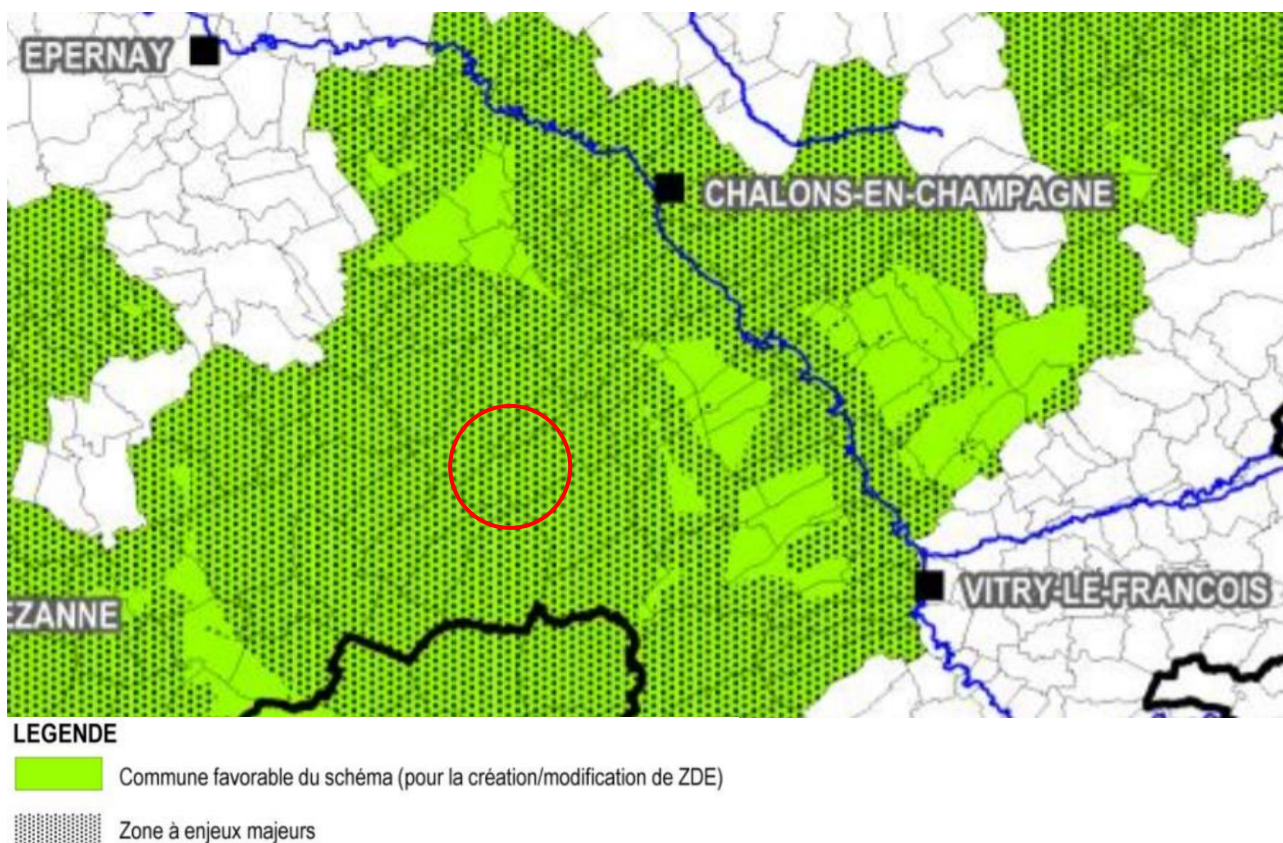 EPERNAY
CHALONS-EN-CHAMPAGNE
VITRY-LE-FRANCOIS
EZANNE
LEGENDE
Commune favorable du schéma (pour la création/modification de ZDE)
Zone à enjeux majeurs